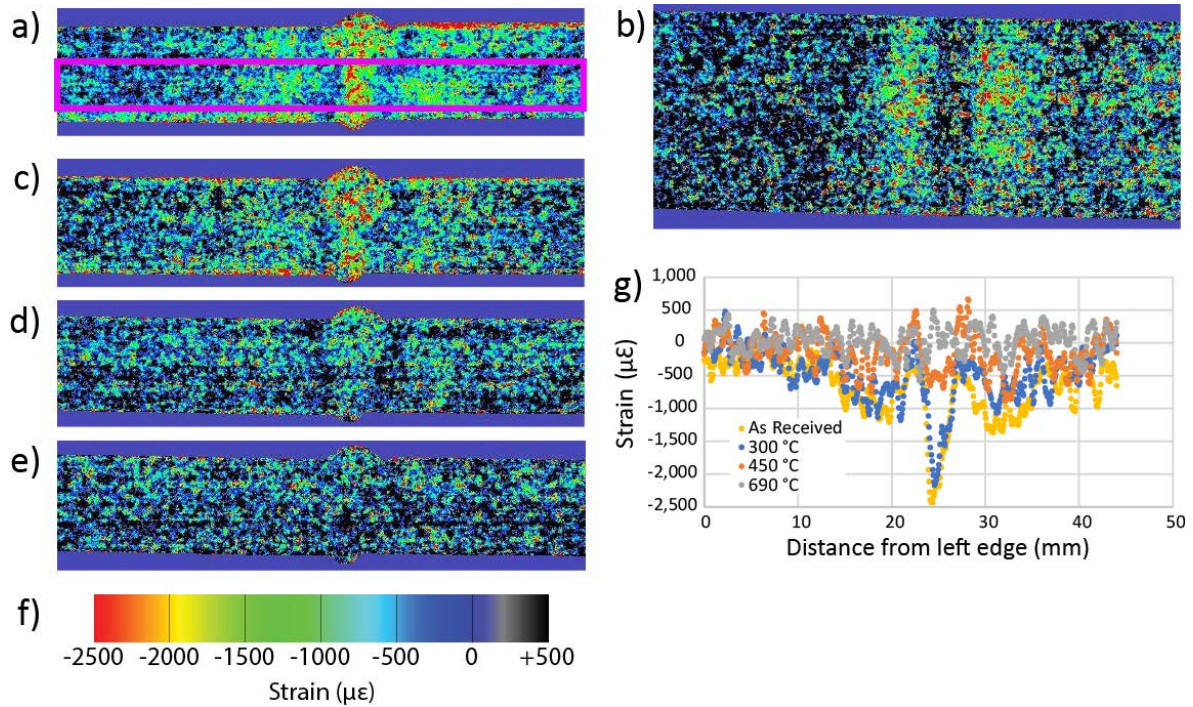 a)
b)
c)
d)
e)
f)
-2500 -2000 -1500 -1000 -500 0 +500
Strain (µε)
g)
1,000
500
0
-500
-1,000
-1,500
-2,000
-2,500
Strain (µε)
As Received
300 °C
450 °C
690 °C
0 10 20 30 40 50
Distance from left edge (mm)